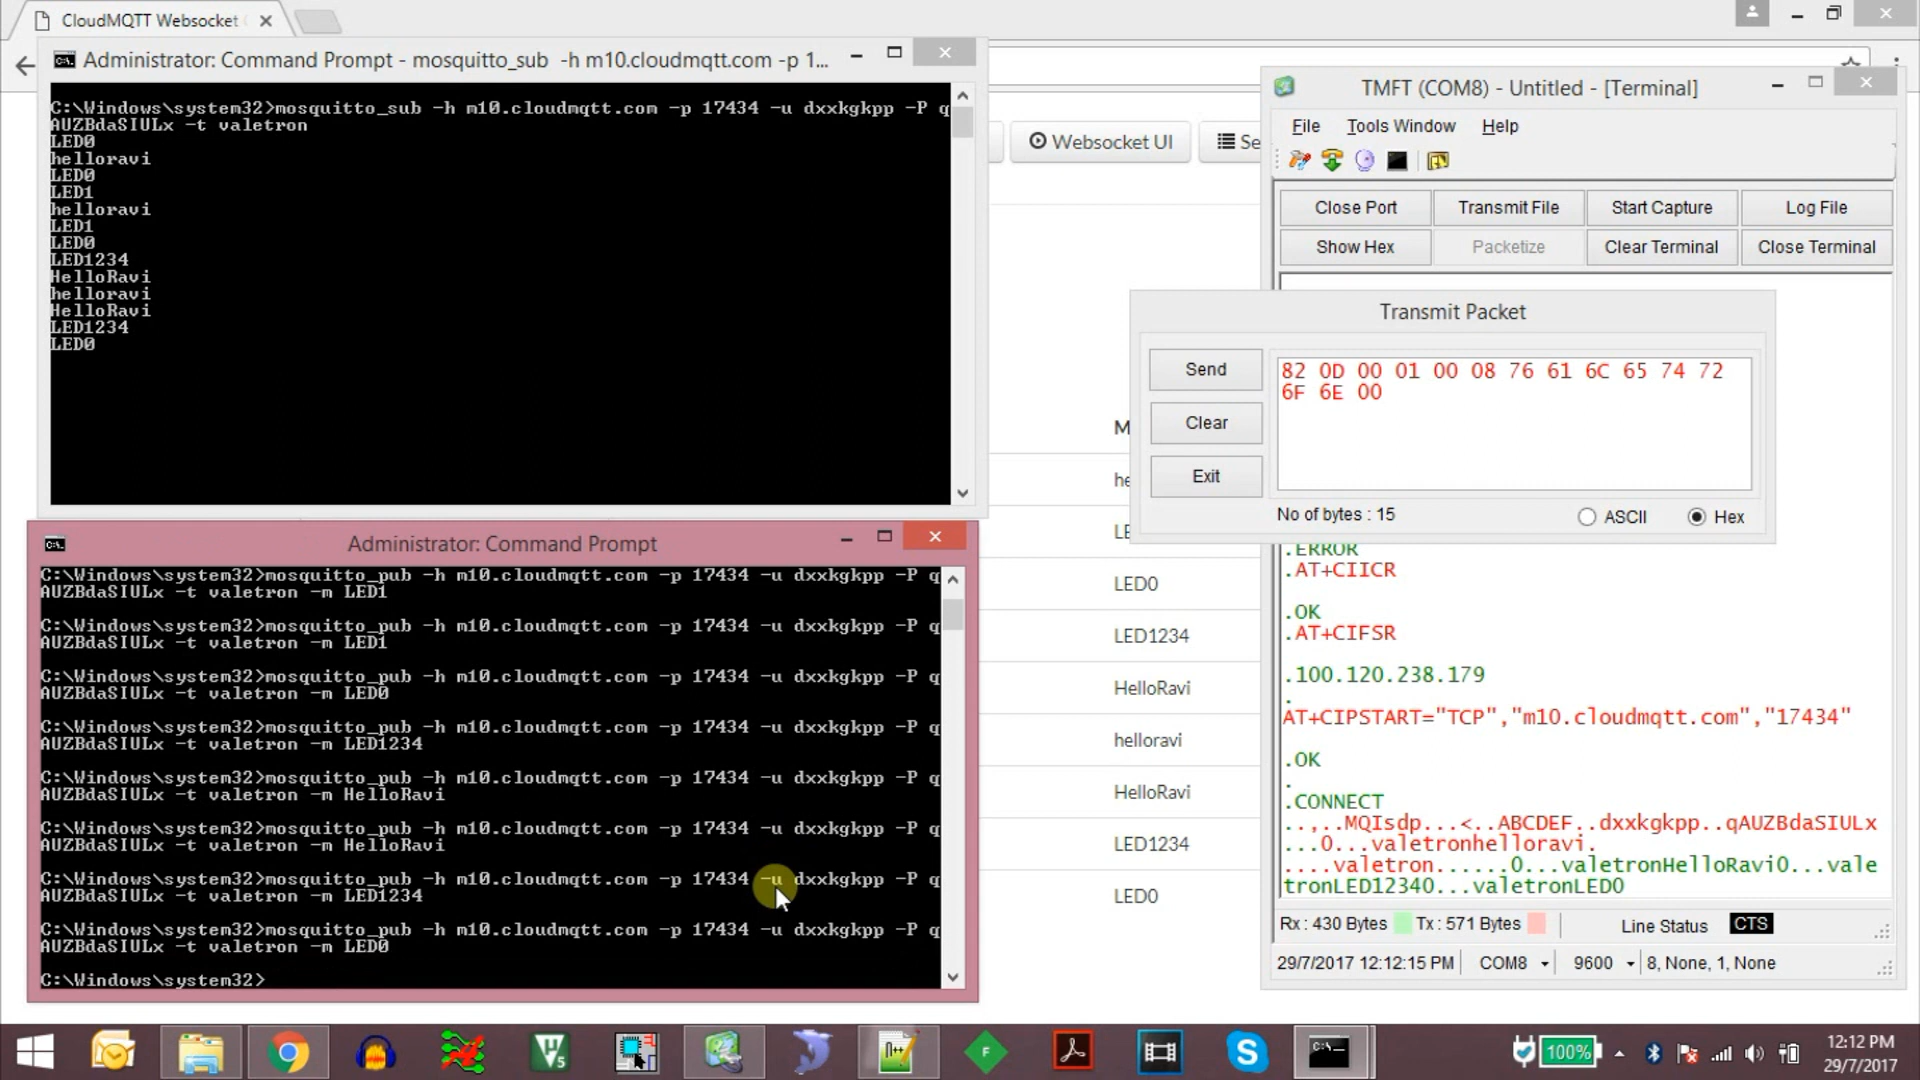 CloudMQTT Websocket
Administrator: Command Prompt - mosquitto_sub -h m10.cloudmqtt.com -p 1...
C:\Windows\system32>mosquitto_sub -h m10.cloudmqtt.com -p 17434 -u dxxkgkpp -P q
AUZBdaSIULx -t valetron
LED0
helloravi
LED0
LED1
helloravi
LED1
LED0
LED1234
HelloRavi
helloravi
HelloRavi
LED1234
LED0
Administrator: Command Prompt
C:\Windows\system32>mosquitto_pub -h m10.cloudmqtt.com -p 17434 -u dxxkgkpp -P q
AUZBdaSIULx -t valetron -m LED1
C:\Windows\system32>mosquitto_pub -h m10.cloudmqtt.com -p 17434 -u dxxkgkpp -P q
AUZBdaSIULx -t valetron -m LED1
C:\Windows\system32>mosquitto_pub -h m10.cloudmqtt.com -p 17434 -u dxxkgkpp -P q
AUZBdaSIULx -t valetron -m LED0
C:\Windows\system32>mosquitto_pub -h m10.cloudmqtt.com -p 17434 -u dxxkgkpp -P q
AUZBdaSIULx -t valetron -m LED1234
C:\Windows\system32>mosquitto_pub -h m10.cloudmqtt.com -p 17434 -u dxxkgkpp -P q
AUZBdaSIULx -t valetron -m HelloRavi
C:\Windows\system32>mosquitto_pub -h m10.cloudmqtt.com -p 17434 -u dxxkgkpp -P q
AUZBdaSIULx -t valetron -m HelloRavi
C:\Windows\system32>mosquitto_pub -h m10.cloudmqtt.com -p 17434 -u dxxkgkpp -P q
AUZBdaSIULx -t valetron -m LED1234
C:\Windows\system32>mosquitto_pub -h m10.cloudmqtt.com -p 17434 -u dxxkgkpp -P q
AUZBdaSIULx -t valetron -m LED0
C:\Windows\system32>
Websocket UI
Se
M
he
LE
LED0
LED1234
HelloRavi
helloravi
HelloRavi
LED1234
LED0
TMFT (COM8) - Untitled - [Terminal]
File Tools Window Help
Close Port Transmit File Start Capture Log File
Show Hex Packetize Clear Terminal Close Terminal
Transmit Packet
Send
Clear
Exit
82 0D 00 01 00 08 76 61 6C 65 74 72
6F 6E 00
No of bytes : 15
ASCII Hex
.ERROR
.AT+CIICR
.OK
.AT+CIFSR
.100.120.238.179
.
AT+CIPSTART="TCP","m10.cloudmqtt.com","17434"
.OK
.
.CONNECT
..,..MQIsdp...<..ABCDEF..dxxkgkpp..qAUZBdaSIULx
...0...valetronhelloravi.
....valetron......0...valetronHelloRavi0...vale
tronLED12340...valetronLED0
Rx : 430 Bytes Tx : 571 Bytes Line Status CTS
29/7/2017 12:12:15 PM COM8 9600 8, None, 1, None
100%
12:12 PM
29/7/2017